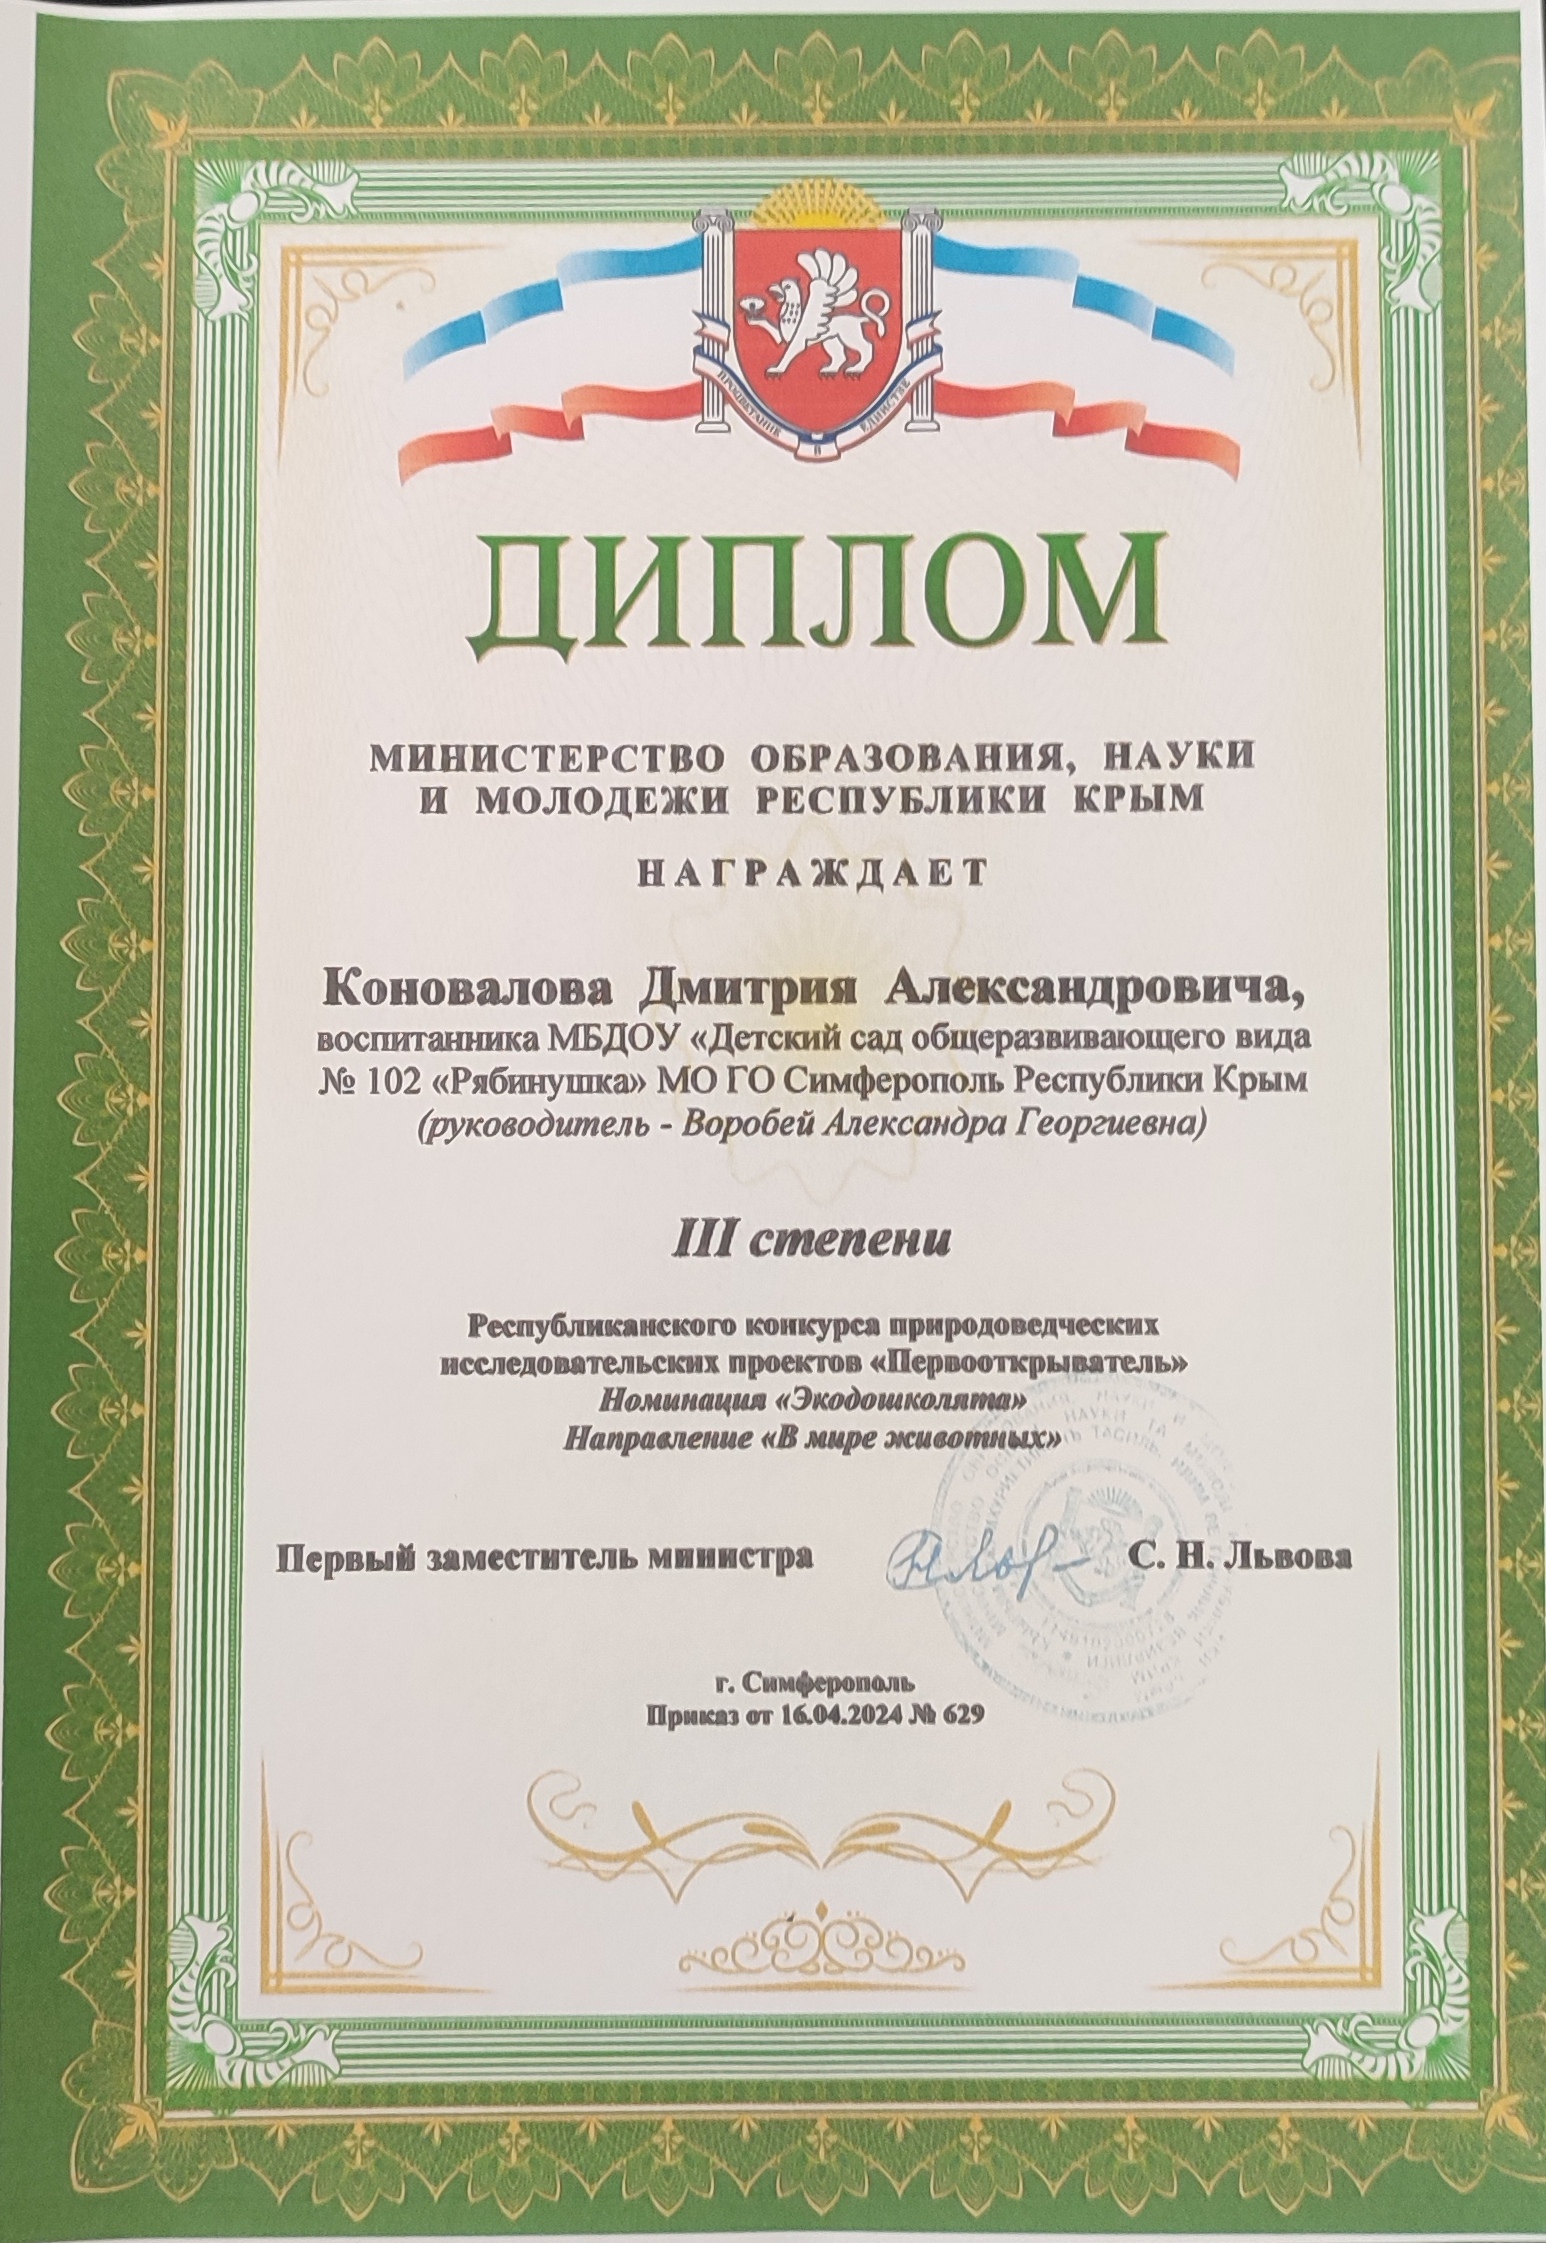 ПРОЦВЕТАНИЕ В ЕДИНСТВЕ
ДИПЛОМ
МИНИСТЕРСТВО ОБРАЗОВАНИЯ, НАУКИ
И МОЛОДЕЖИ РЕСПУБЛИКИ КРЫМ
НАГРАЖДАЕТ
Коновалова Дмитрия Александровича,
воспитанника МБДОУ «Детский сад общеразвивающего вида
№ 102 «Рябинушка» МО ГО Симферополь Республики Крым
(руководитель - Воробей Александра Георгиевна)
III степени
Республиканского конкурса природоведческих
исследовательских проектов «Первооткрыватель»
Номинация «Экодошколята»
Направление «В мире животных»
Первый заместитель министра С. Н. Львова
г. Симферополь
Приказ от 16.04.2024 № 629